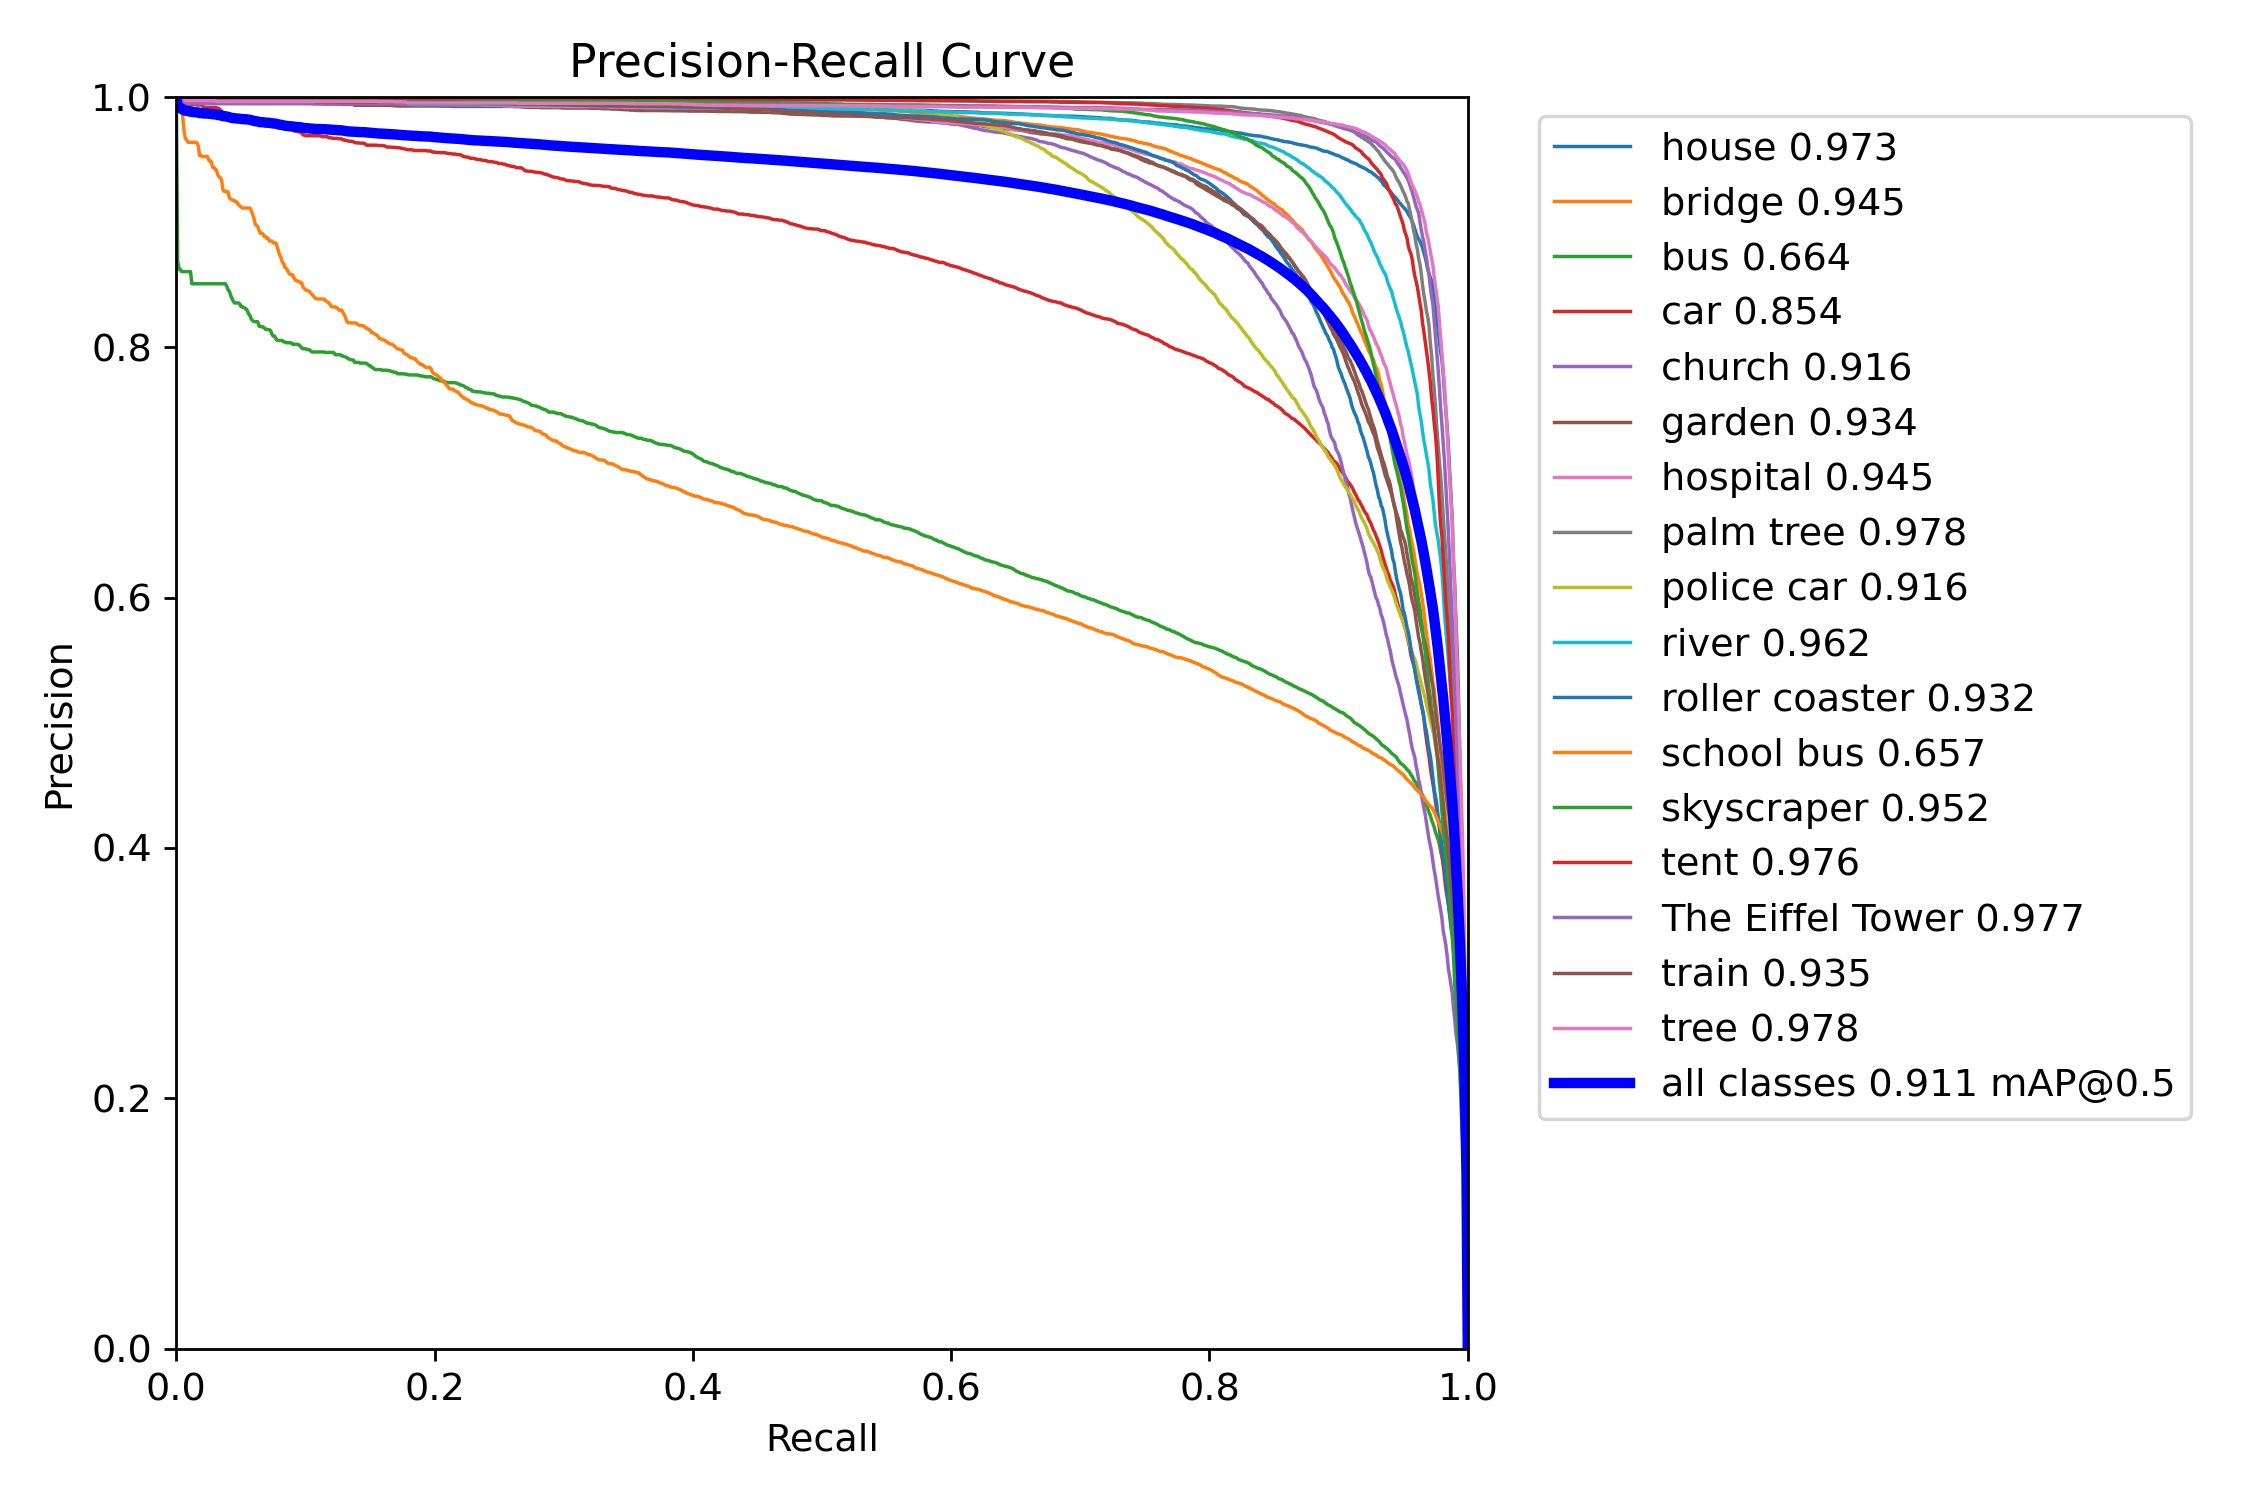 Precision-Recall Curve
1.0
0.8
0.6
0.4
0.2
0.0
Precision
0.0 0.2 0.4 0.6 0.8 1.0
Recall
house 0.973
bridge 0.945
bus 0.664
car 0.854
church 0.916
garden 0.934
hospital 0.945
palm tree 0.978
police car 0.916
river 0.962
roller coaster 0.932
school bus 0.657
skyscraper 0.952
tent 0.976
The Eiffel Tower 0.977
train 0.935
tree 0.978
all classes 0.911 mAP@0.5